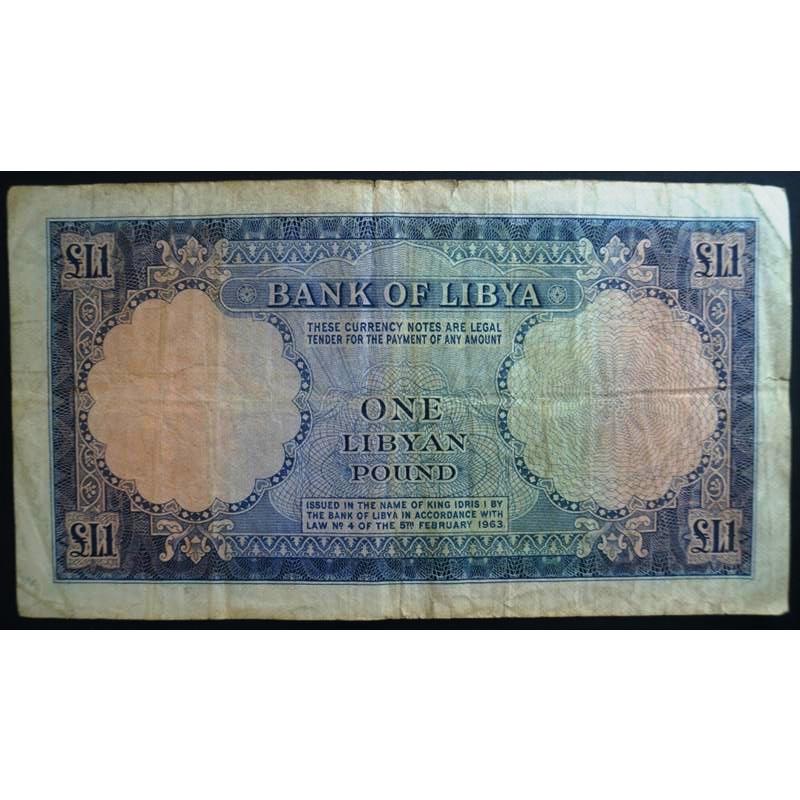 £L1
£L1
BANK OF LIBYA
THESE CURRENCY NOTES ARE LEGAL
TENDER FOR THE PAYMENT OF ANY AMOUNT
ONE
LIBYAN
POUND
ISSUED IN THE NAME OF KING IDRIS I BY
THE BANK OF LIBYA IN ACCORDANCE WITH
LAW Nº 4 OF THE 5TH FEBRUARY 1963
£L1
£L1